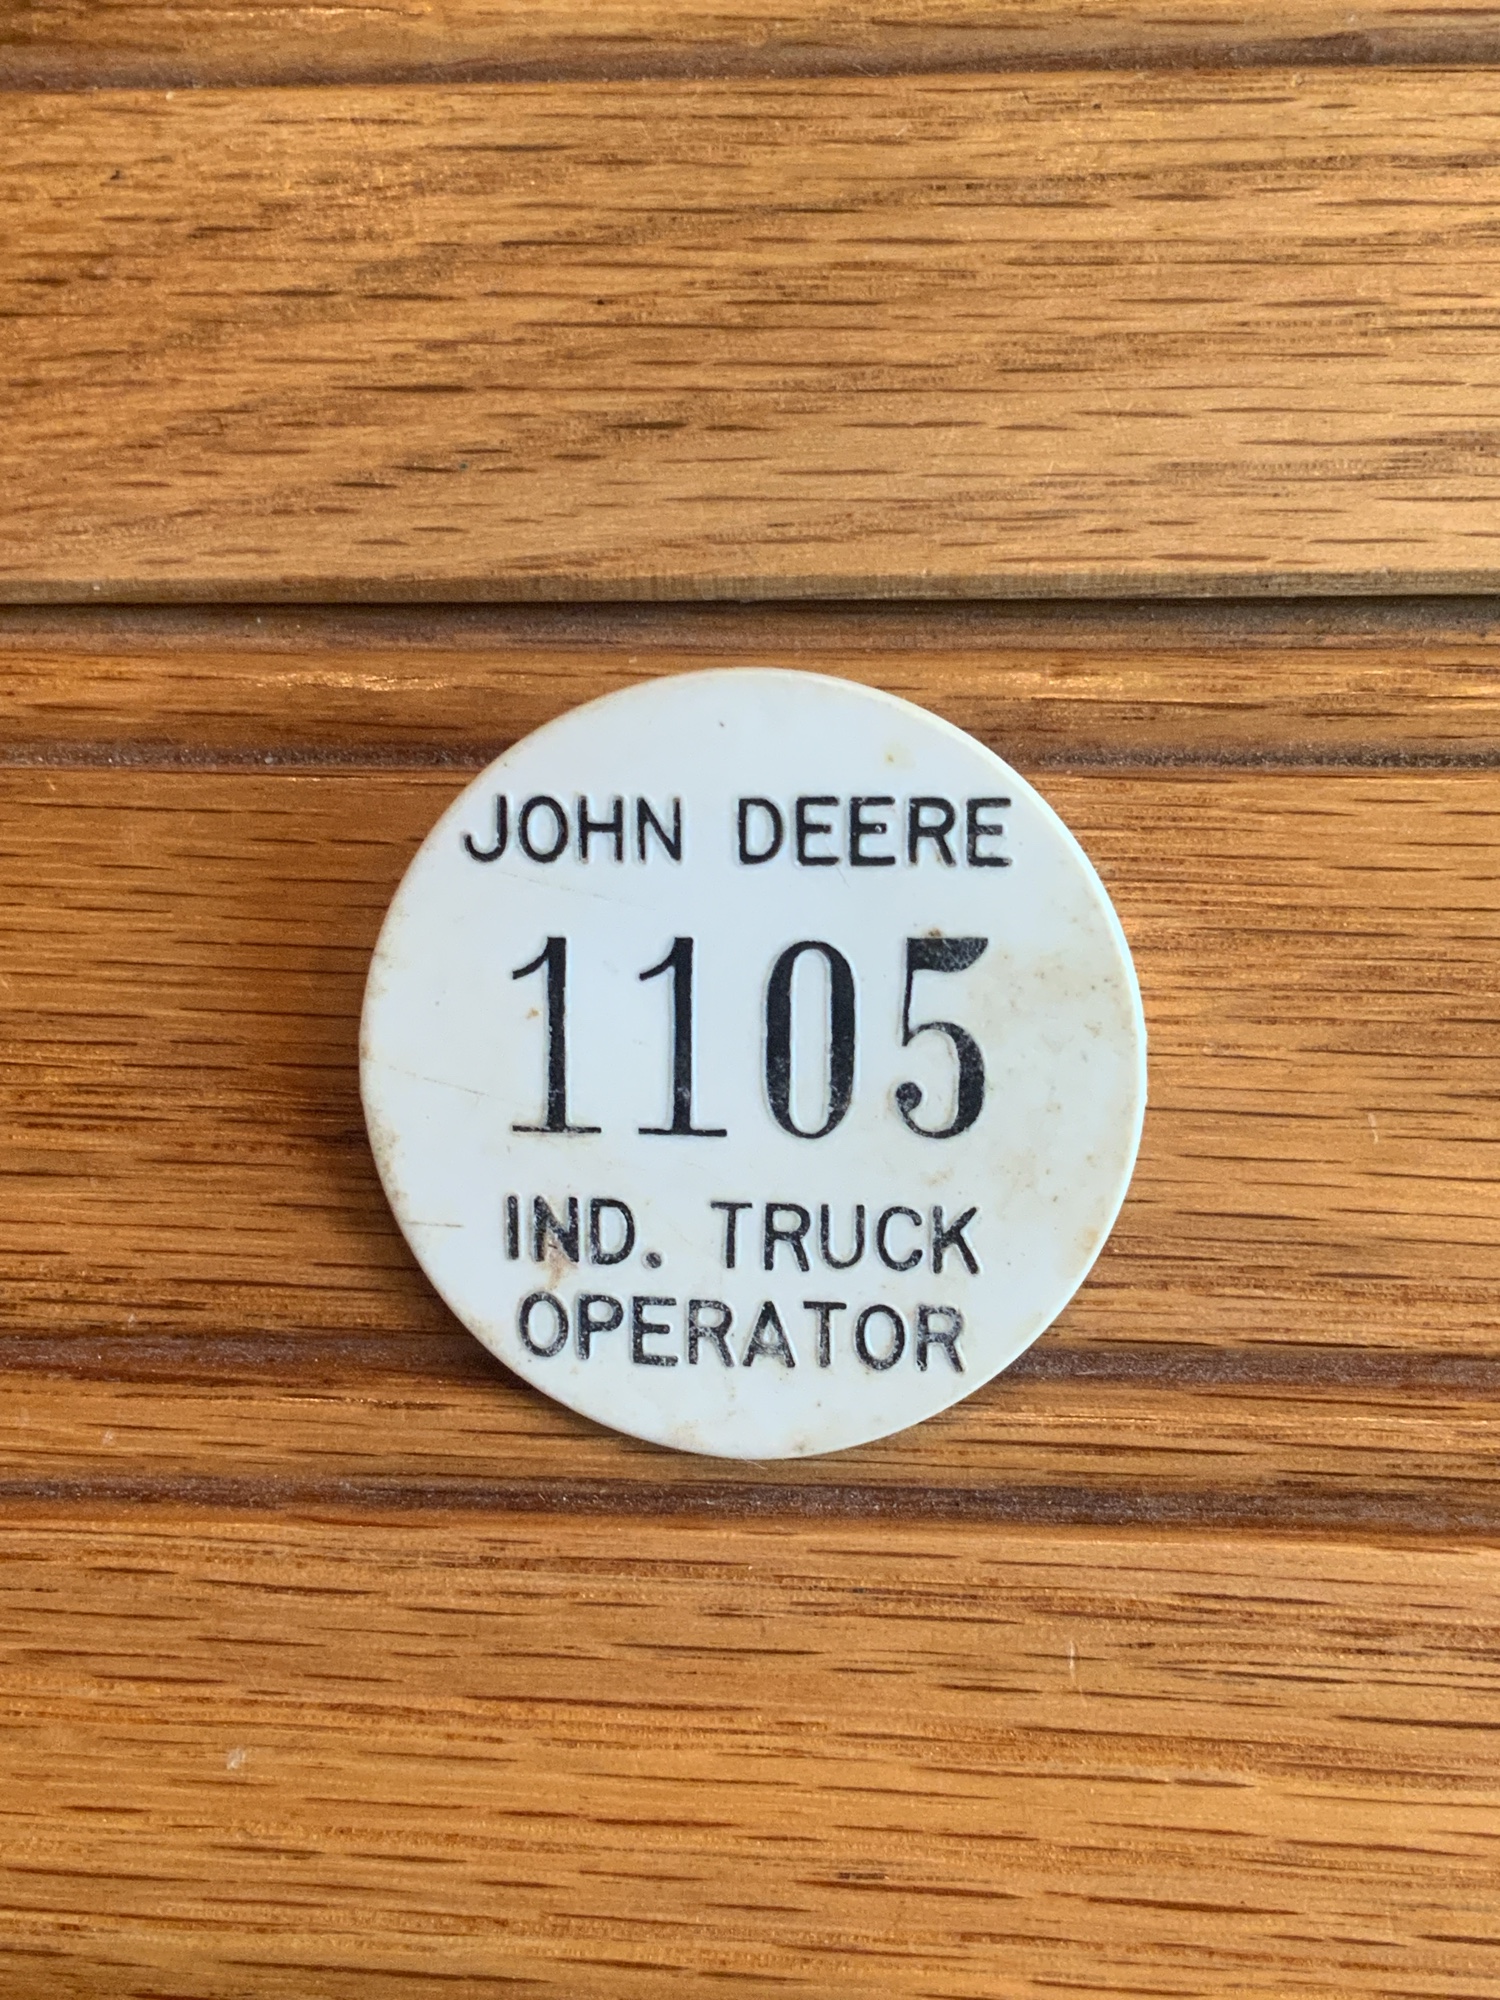 JOHN DEERE
1105
IND. TRUCK
OPERATOR